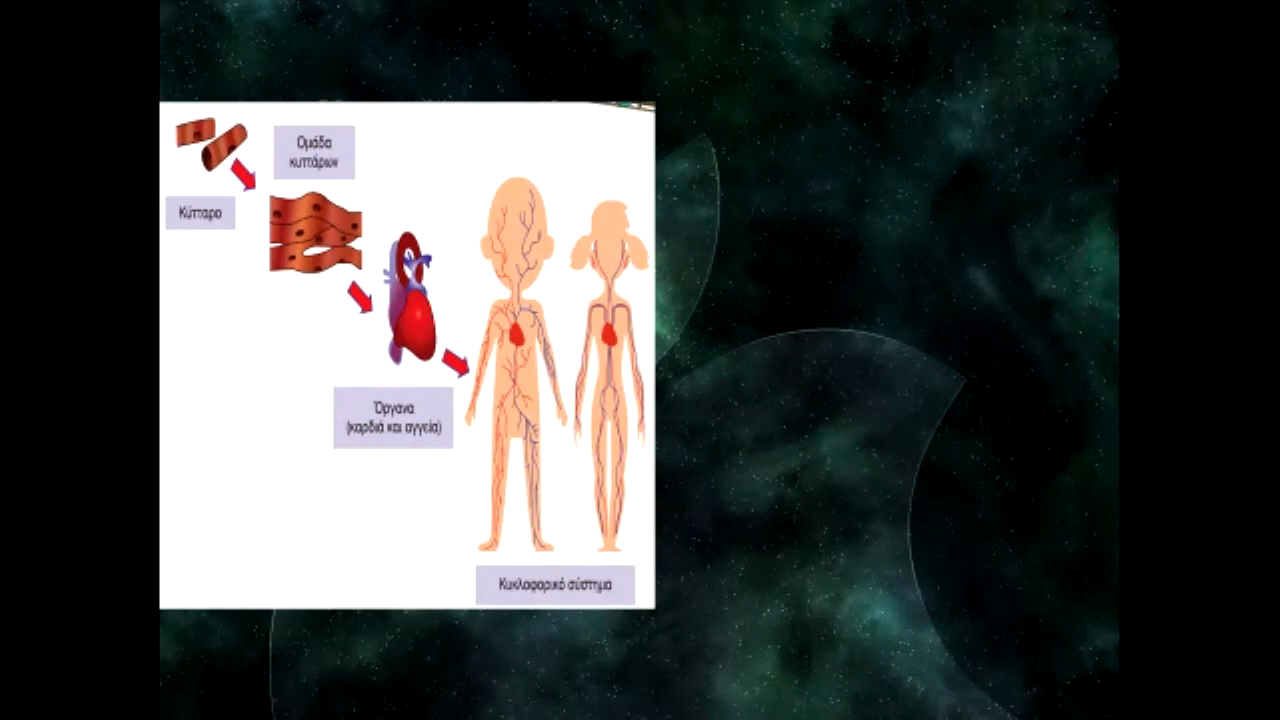 Ομάδα
κυττάρων
Κύτταρο
Όργανα
(καρδιά και αγγεία)
Κυκλοφορικό σύστημα